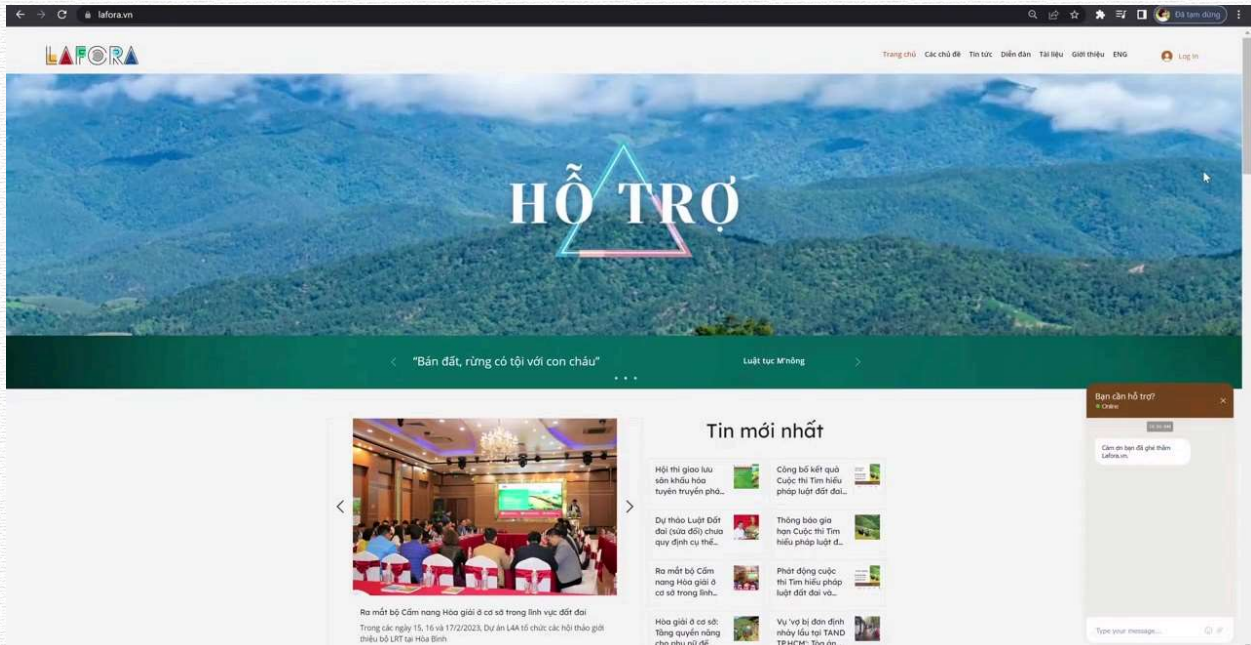 lafora.vn
Đã tạm dừng
LAFORA
Trang chủ Các chủ đề Tin tức Diễn đàn Tài liệu Giới thiệu ENG Log In
HỖ TRỢ
“Bán đất, rừng có tội với con cháu”
Luật tục M'nông
Ra mắt bộ Cẩm nang Hòa giải ở cơ sở trong lĩnh vực đất đai
Trong các ngày 15, 16 và 17/2/2023, Dự án L4A tổ chức các hội thảo giới
thiệu bộ LRT tại Hòa Bình
Tin mới nhất
Hội thi giao lưu
sân khấu hóa
tuyên truyền phá...
Công bố kết quả
Cuộc thi Tìm hiểu
pháp luật đất đai...
Dự thảo Luật Đất
đai (sửa đổi) chưa
quy định cụ thể...
Thông báo gia
hạn Cuộc thi Tìm
hiểu pháp luật đ...
Ra mắt bộ Cẩm
nang Hòa giải ở
cơ sở trong lĩnh...
Phát động cuộc
thi Tìm hiểu pháp
luật đất đai và...
Hòa giải ở cơ sở:
Tăng quyền năng
cho phụ nữ để
Vụ 'vợ bị đơn định
nhảy lầu tại TAND
TP.HCM': Tòa án
Bạn cần hỗ trợ?
Online
Cảm ơn bạn đã ghé thăm
Lafora.vn.
Type your message...